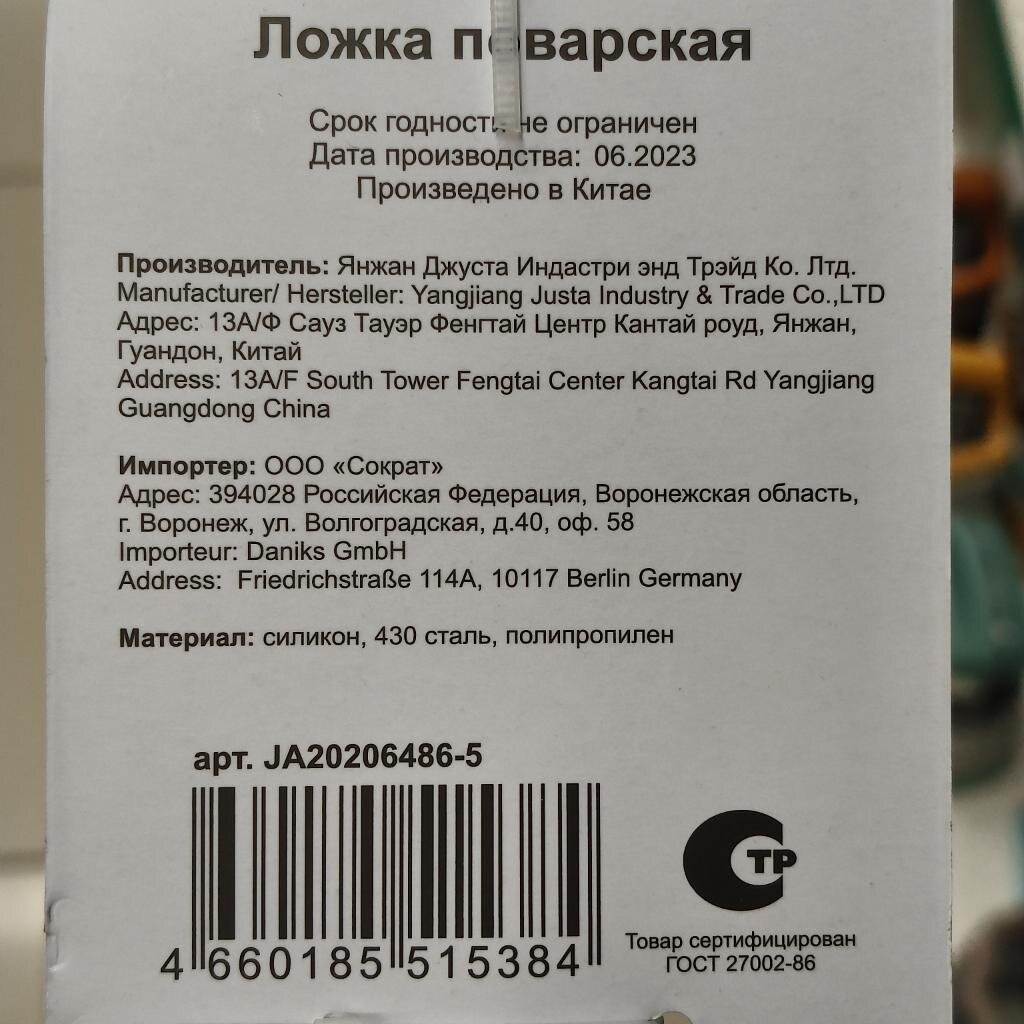 Ложка поварская
Срок годности не ограничен
Дата производства: 06.2023
Произведено в Китае
Производитель: Янжан Джуста Индастри энд Трэйд Ко. Лтд.
Manufacturer/ Hersteller: Yangjiang Justa Industry & Trade Co.,LTD
Адрес: 13А/Ф Сауз Тауэр Фенгтай Центр Кантай роуд, Янжан,
Гуандон, Китай
Address: 13A/F South Tower Fengtai Center Kangtai Rd Yangjiang
Guangdong China
Импортер: ООО «Сократ»
Адрес: 394028 Российская Федерация, Воронежская область,
г. Воронеж, ул. Волгоградская, д.40, оф. 58
Importeur: Daniks GmbH
Address: Friedrichstraße 114A, 10117 Berlin Germany
Материал: силикон, 430 сталь, полипропилен
арт. JA20206486-5
4 660185 515384
СТР
Товар сертифицирован
ГОСТ 27002-86